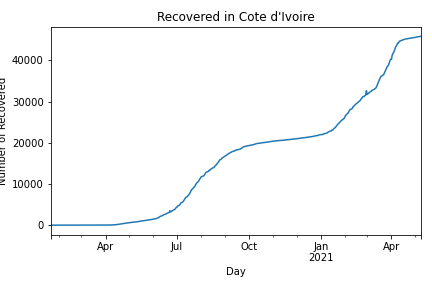 Recovered in Cote d'Ivoire
Number of Recovered
40000
30000
20000
10000
0
Apr
Jul
Oct
Jan
2021
Apr
Day